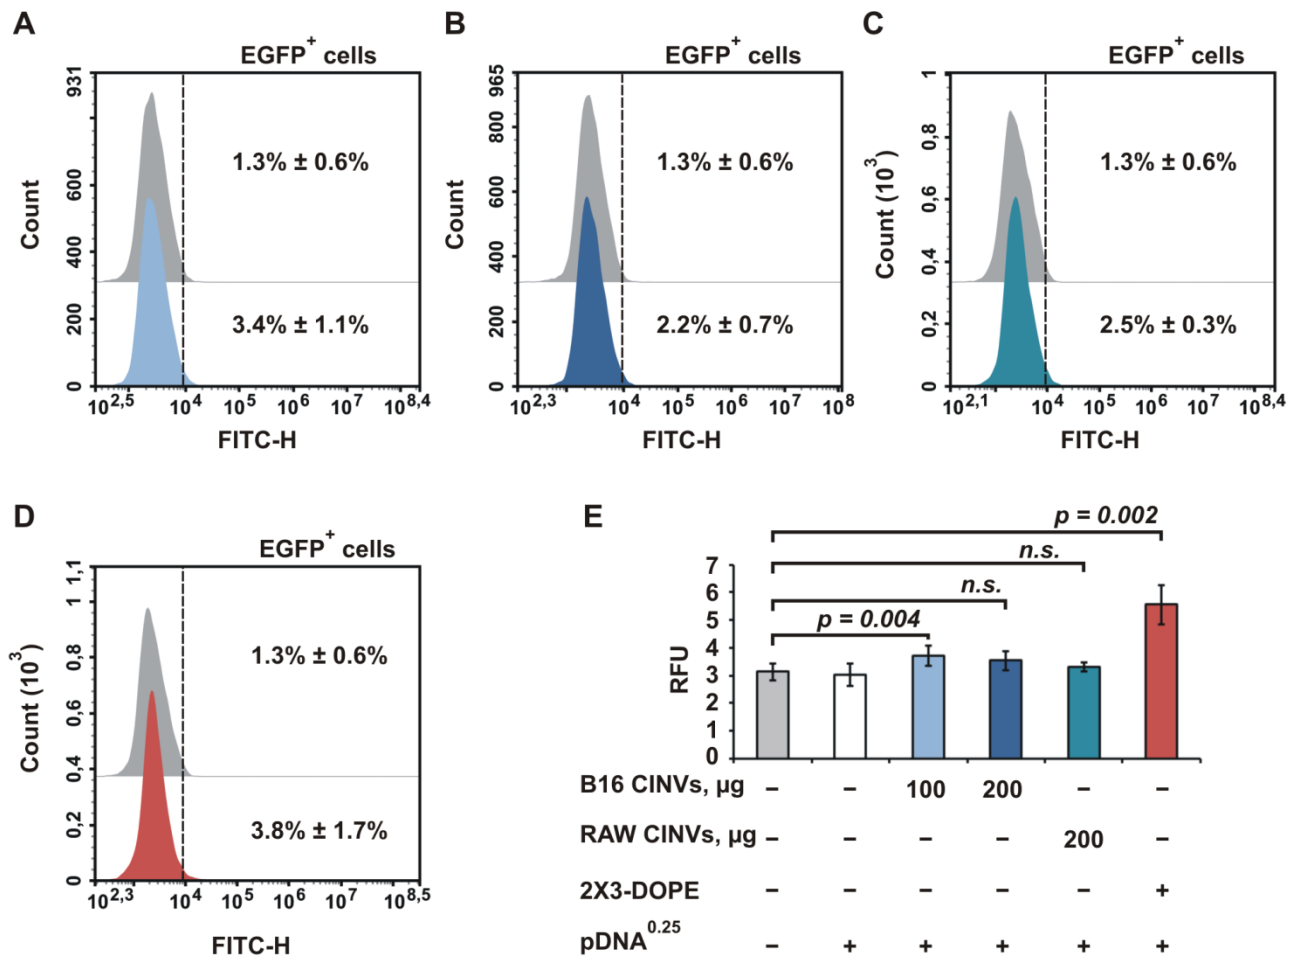 A
EGFP+ cells
931
600
400
200
0
Count
1.3% ± 0.6%
3.4% ± 1.1%
10^2,5 10^4 10^5 10^6 10^7 10^8,4
FITC-H
B
EGFP+ cells
965
800
600
400
200
0
Count
1.3% ± 0.6%
2.2% ± 0.7%
10^2,3 10^4 10^5 10^6 10^7 10^8
FITC-H
C
EGFP+ cells
1
0,8
0,6
0,4
0,2
0
Count (10^3)
1.3% ± 0.6%
2.5% ± 0.3%
10^2,1 10^4 10^5 10^6 10^7 10^8,4
FITC-H
D
EGFP+ cells
1,1
1
0,8
0,6
0,4
0,2
0
Count (10^3)
1.3% ± 0.6%
3.8% ± 1.7%
10^2,3 10^4 10^5 10^6 10^7 10^8,5
FITC-H
E
p = 0.002
n.s.
n.s.
p = 0.004
7
6
5
4
3
2
1
0
RFU
B16 CINVs, µg – – 100 200 – –
RAW CINVs, µg – – – – 200 –
2X3-DOPE – – – – – +
pDNA^0.25 – + + + + +